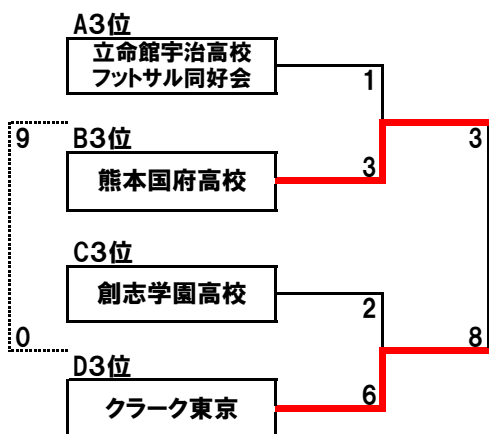 A3位
立命館宇治高校
フットサル同好会
1
9
B3位
3
熊本国府高校
3
C3位
創志学園高校
2
0
8
D3位
クラーク東京
6